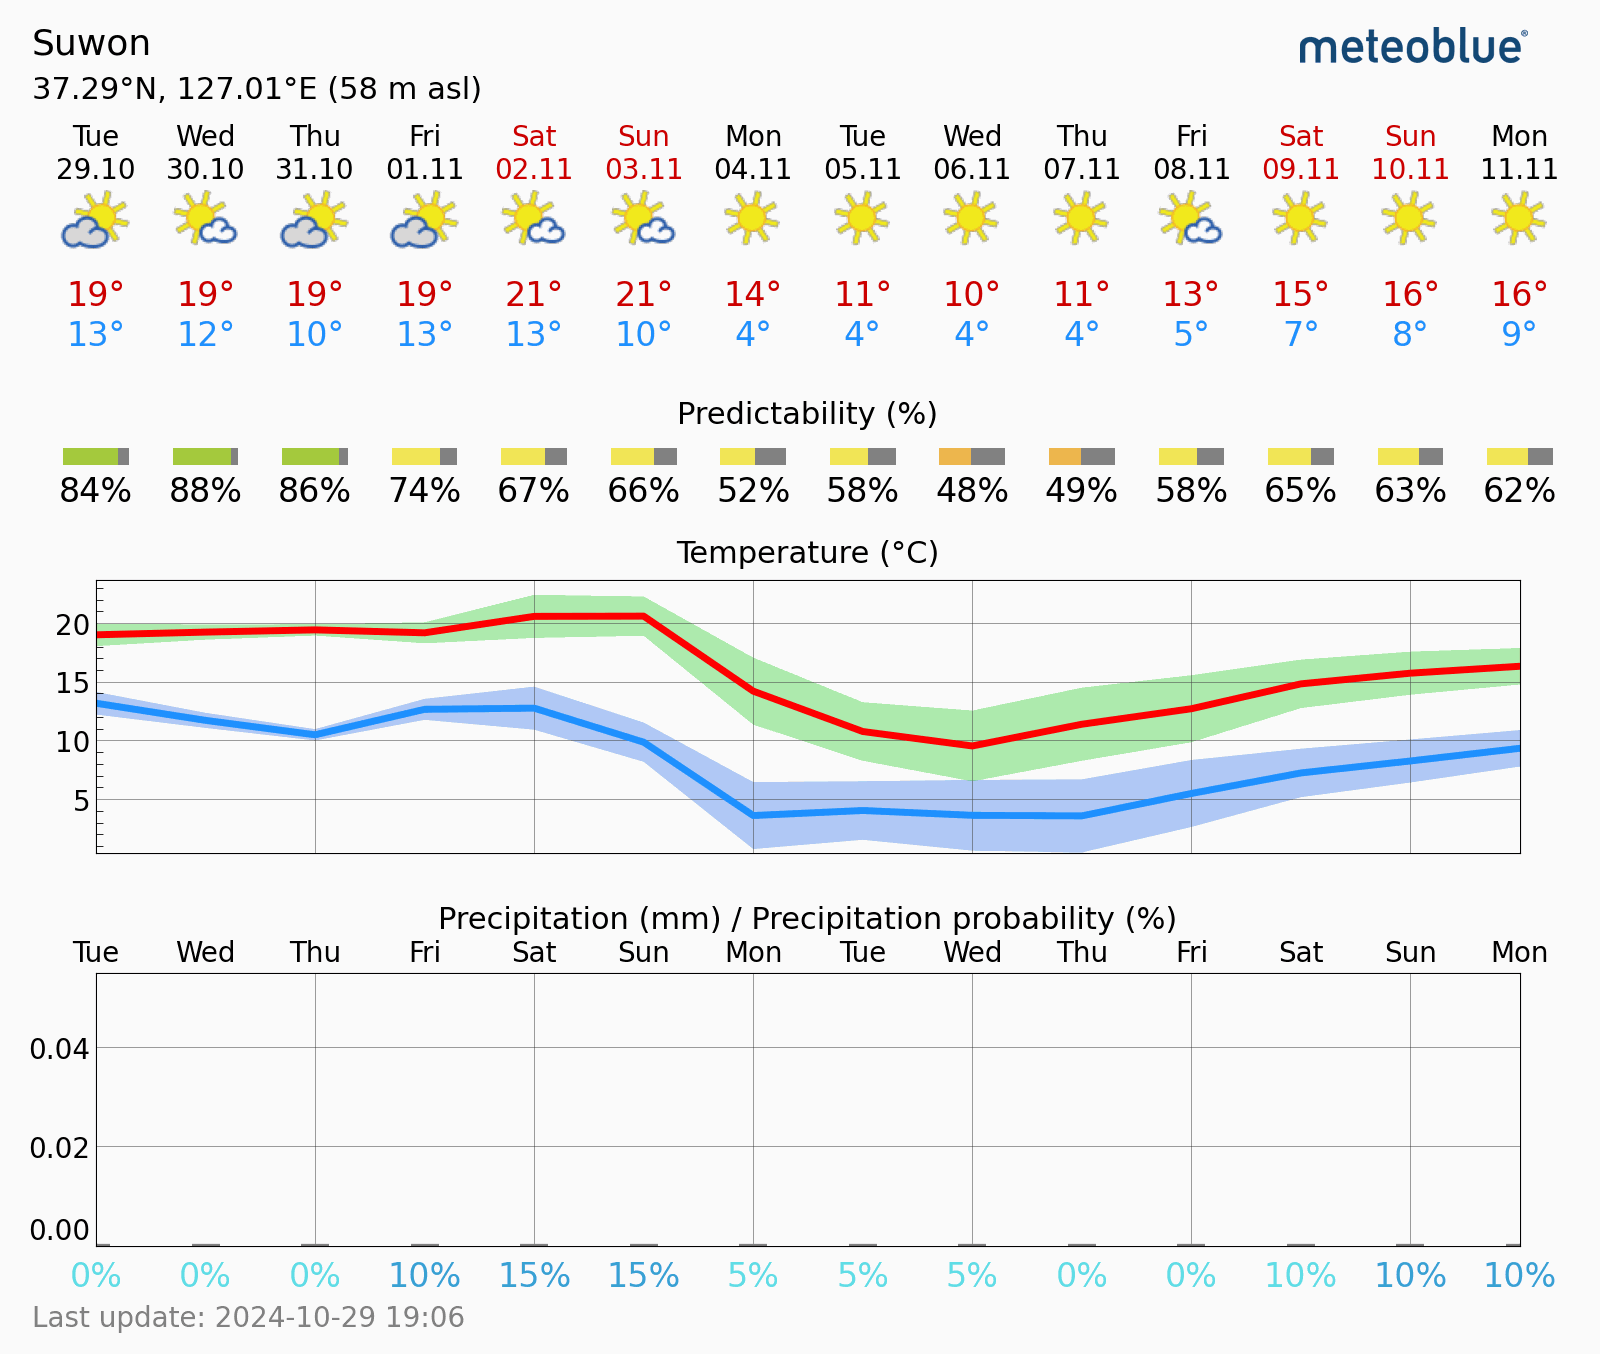 Suwon
meteoblue®
37.29°N, 127.01°E (58 m asl)
Tue Wed Thu Fri Sat Sun Mon Tue Wed Thu Fri Sat Sun Mon
29.10 30.10 31.10 01.11 02.11 03.11 04.11 05.11 06.11 07.11 08.11 09.11 10.11 11.11
19° 19° 19° 19° 21° 21° 14° 11° 10° 11° 13° 15° 16° 16°
13° 12° 10° 13° 13° 10° 4° 4° 4° 4° 5° 7° 8° 9°
Predictability (%)
84% 88% 86% 74% 67% 66% 52% 58% 48% 49% 58% 65% 63% 62%
Temperature (°C)
20
15
10
5
Precipitation (mm) / Precipitation probability (%)
Tue Wed Thu Fri Sat Sun Mon Tue Wed Thu Fri Sat Sun Mon
0.04
0.02
0.00
0% 0% 0% 10% 15% 15% 5% 5% 5% 0% 0% 10% 10% 10%
Last update: 2024-10-29 19:06